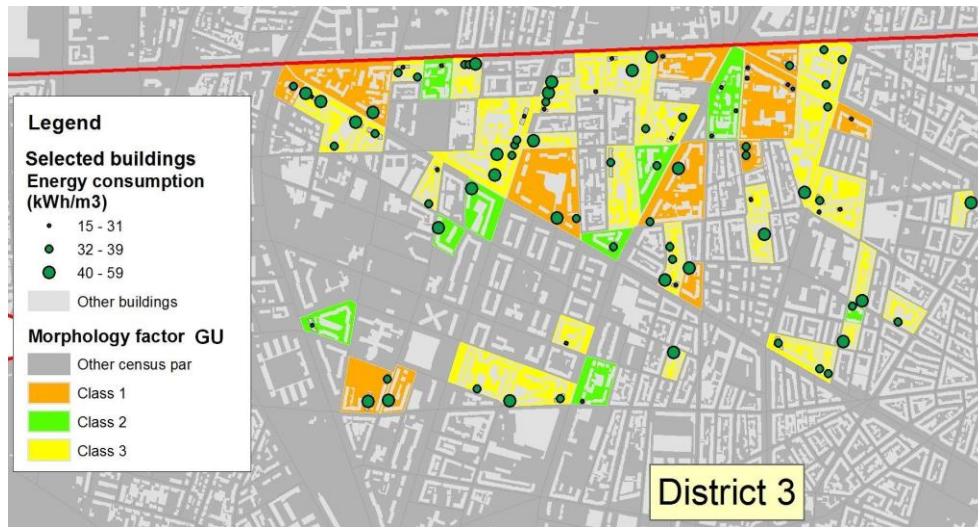 Legend
Selected buildings
Energy consumption
(kWh/m3)
15 - 31
32 - 39
40 - 59
Other buildings
Morphology factor GU
Other census par
Class 1
Class 2
Class 3
District 3